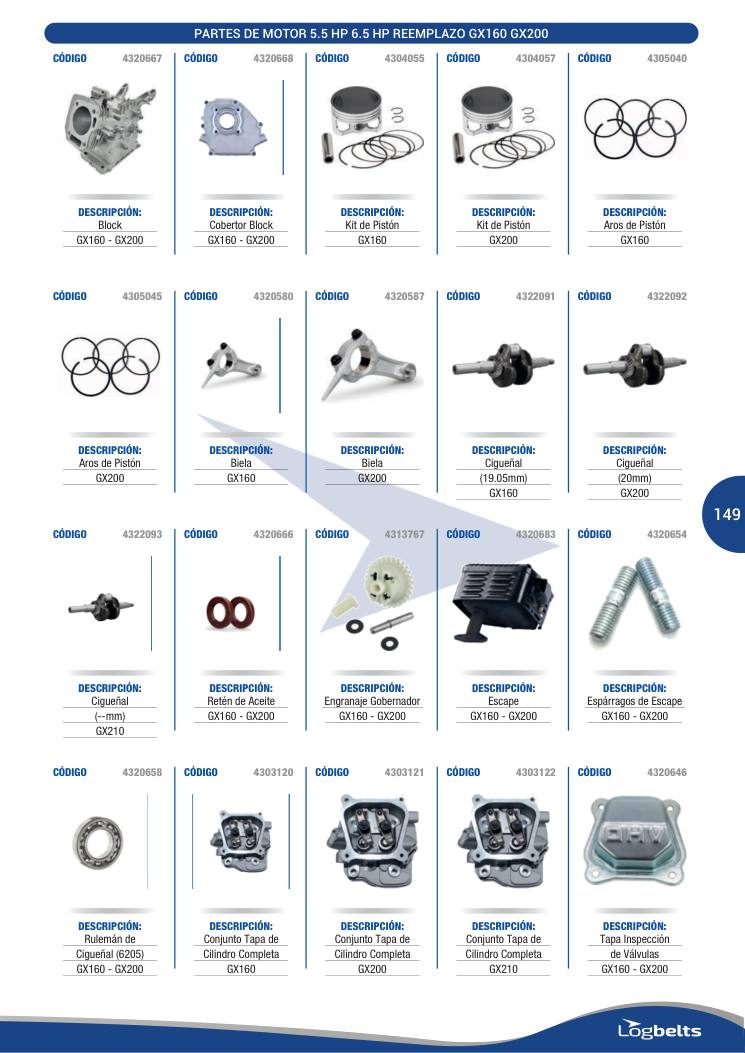 PARTES DE MOTOR 5.5 HP 6.5 HP REEMPLAZO GX160 GX200
CÓDIGO 4320667
DESCRIPCIÓN:
Block
GX160 - GX200
CÓDIGO 4320668
DESCRIPCIÓN:
Cobertor Block
GX160 - GX200
CÓDIGO 4304055
DESCRIPCIÓN:
Kit de Pistón
GX160
CÓDIGO 4304057
DESCRIPCIÓN:
Kit de Pistón
GX200
CÓDIGO 4305040
DESCRIPCIÓN:
Aros de Pistón
GX160
CÓDIGO 4305045
DESCRIPCIÓN:
Aros de Pistón
GX200
CÓDIGO 4320580
DESCRIPCIÓN:
Biela
GX160
CÓDIGO 4320587
DESCRIPCIÓN:
Biela
GX200
CÓDIGO 4322091
DESCRIPCIÓN:
Cigueñal
(19.05mm)
GX160
CÓDIGO 4322092
DESCRIPCIÓN:
Cigueñal
(20mm)
GX200
149
CÓDIGO 4322093
DESCRIPCIÓN:
Cigueñal
(--mm)
GX210
CÓDIGO 4320666
DESCRIPCIÓN:
Retén de Aceite
GX160 - GX200
CÓDIGO 4313767
DESCRIPCIÓN:
Engranaje Gobernador
GX160 - GX200
CÓDIGO 4320683
DESCRIPCIÓN:
Escape
GX160 - GX200
CÓDIGO 4320654
DESCRIPCIÓN:
Espárragos de Escape
GX160 - GX200
CÓDIGO 4320658
DESCRIPCIÓN:
Rulemán de
Cigueñal (6205)
GX160 - GX200
CÓDIGO 4303120
DESCRIPCIÓN:
Conjunto Tapa de
Cilindro Completa
GX160
CÓDIGO 4303121
DESCRIPCIÓN:
Conjunto Tapa de
Cilindro Completa
GX200
CÓDIGO 4303122
DESCRIPCIÓN:
Conjunto Tapa de
Cilindro Completa
GX210
CÓDIGO 4320646
OHV
DESCRIPCIÓN:
Tapa Inspección
de Válvulas
GX160 - GX200
Logbelts